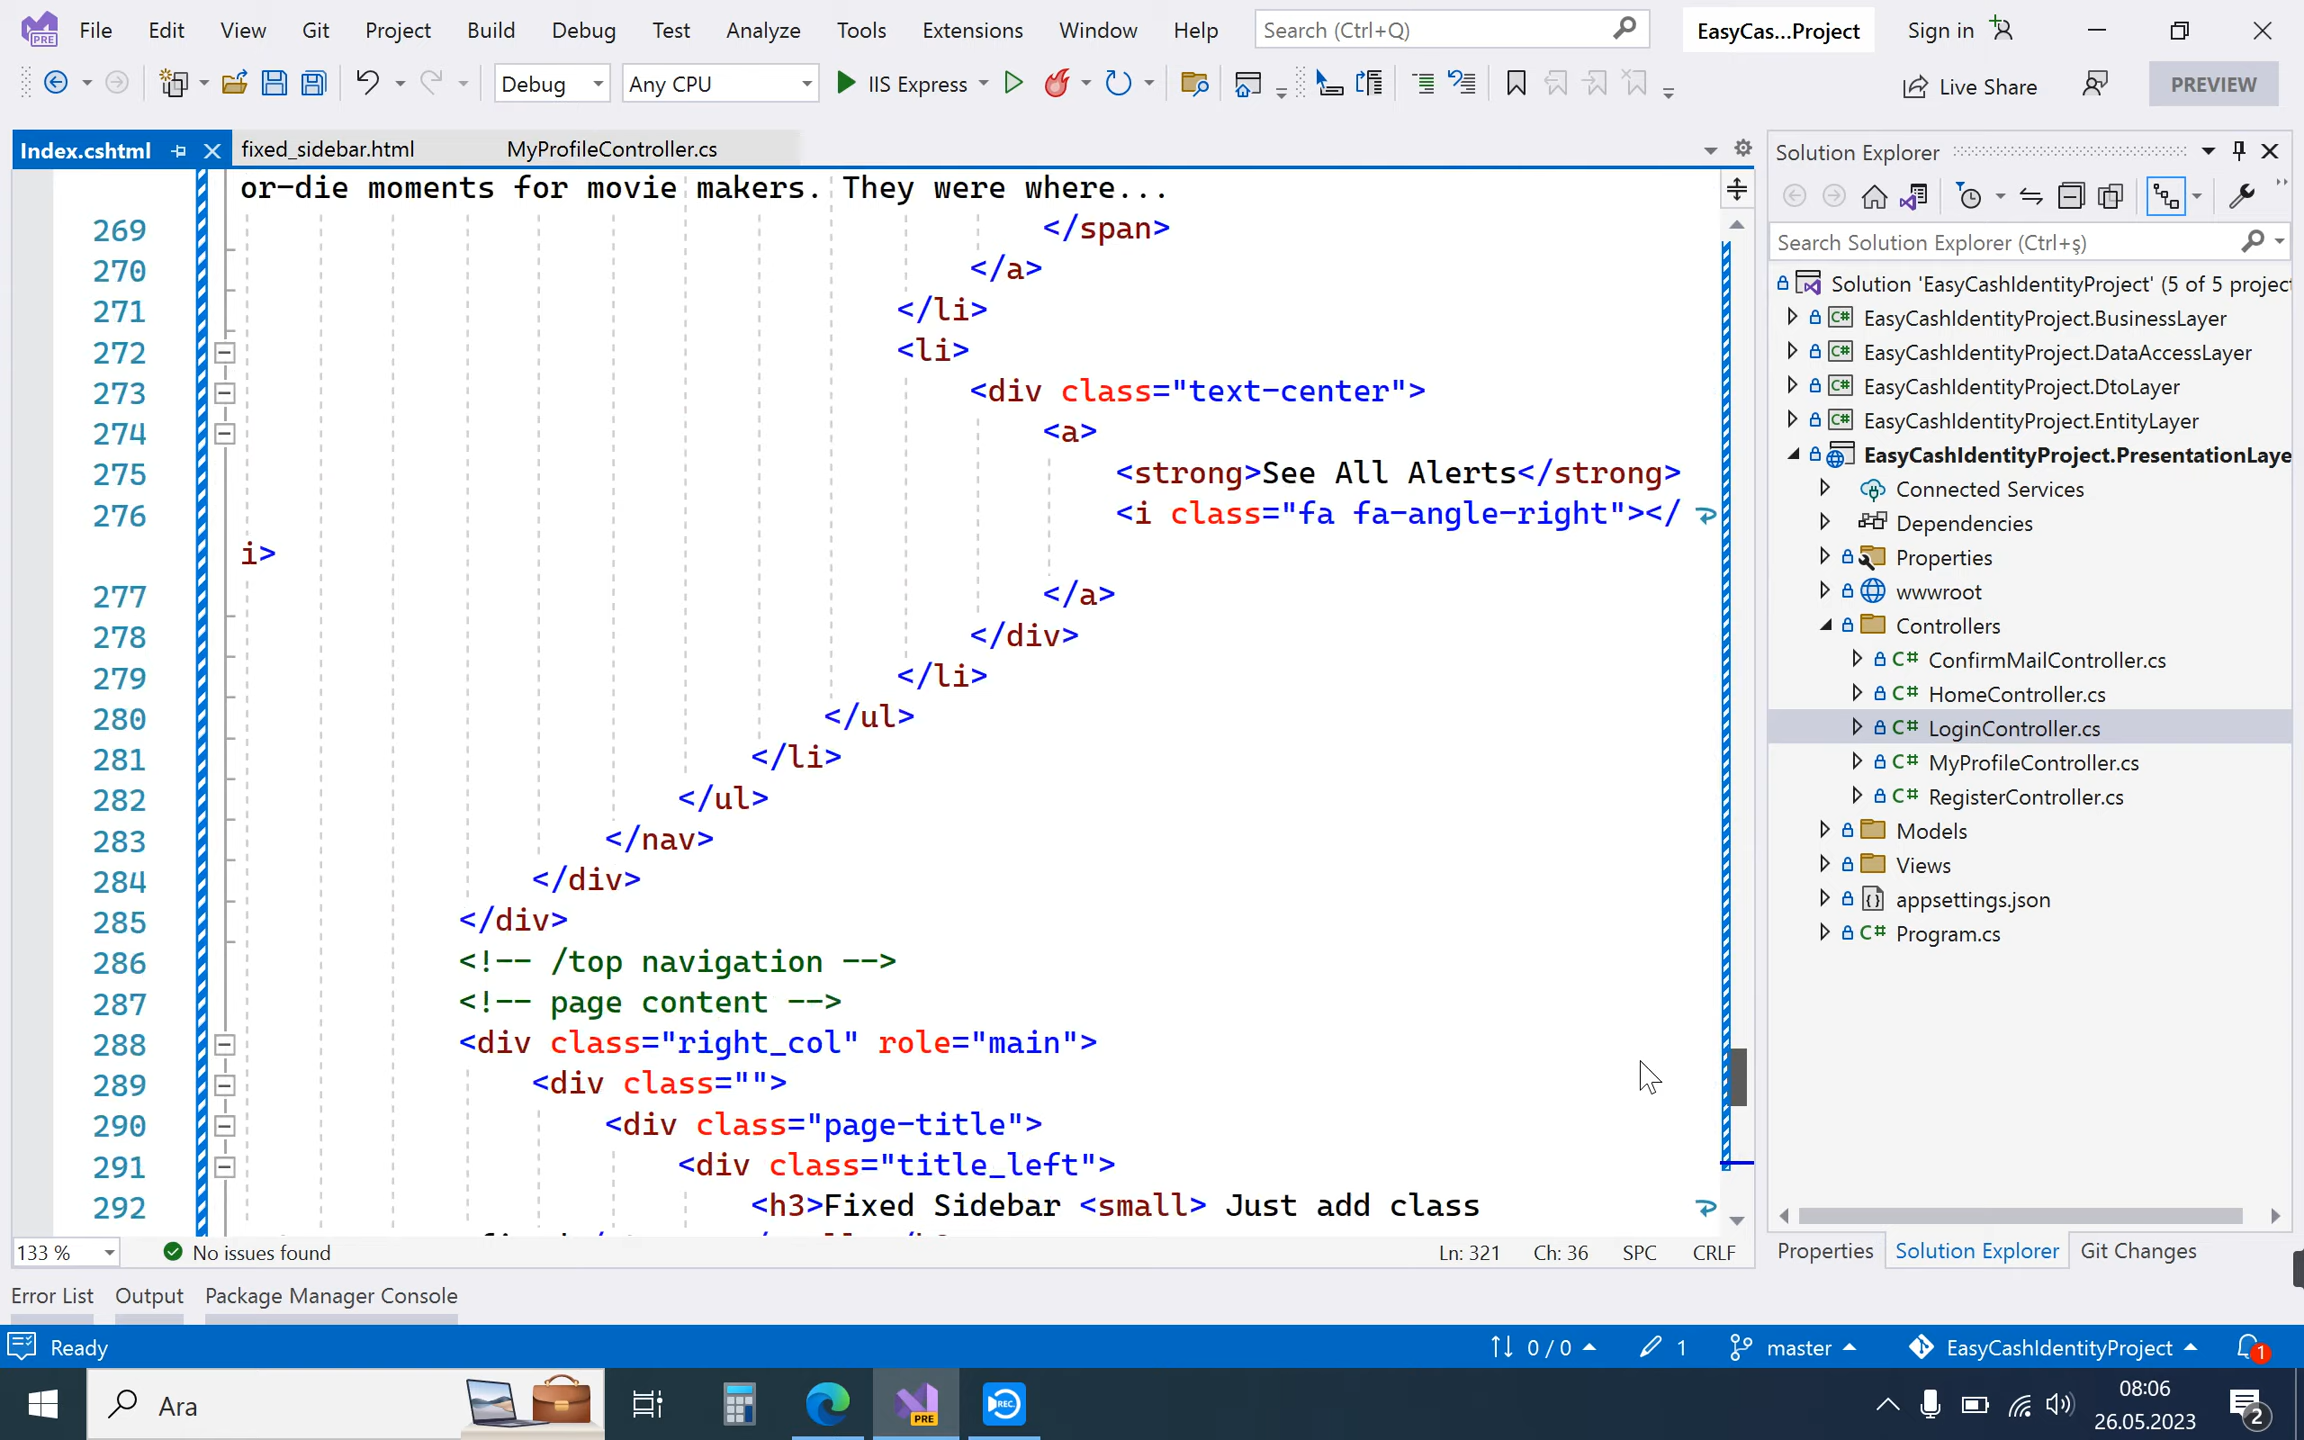 File Edit View Git Project Build Debug Test Analyze Tools Extensions Window Help Search (Ctrl+Q) EasyCas...Project Sign in
PRE
Debug Any CPU IIS Express Live Share PREVIEW
Index.cshtml fixed_sidebar.html MyProfileController.cs
or-die moments for movie makers. They were where...
269 </span>
270 </a>
271 </li>
272 <li>
273 <div class="text-center">
274 <a>
275 <strong>See All Alerts</strong>
276 <i class="fa fa-angle-right"></
i>
277 </a>
278 </div>
279 </li>
280 </ul>
281 </li>
282 </ul>
283 </nav>
284 </div>
285 </div>
286 <!-- /top navigation -->
287 <!-- page content -->
288 <div class="right_col" role="main">
289 <div class="">
290 <div class="page-title">
291 <div class="title_left">
292 <h3>Fixed Sidebar <small> Just add class
133 % No issues found Ln: 321 Ch: 36 SPC CRLF
Solution Explorer
Search Solution Explorer (Ctrl+ş)
Solution 'EasyCashIdentityProject' (5 of 5 project
C# EasyCashIdentityProject.BusinessLayer
C# EasyCashIdentityProject.DataAccessLayer
C# EasyCashIdentityProject.DtoLayer
C# EasyCashIdentityProject.EntityLayer
EasyCashIdentityProject.PresentationLaye
Connected Services
Dependencies
Properties
wwwroot
Controllers
C# ConfirmMailController.cs
C# HomeController.cs
C# LoginController.cs
C# MyProfileController.cs
C# RegisterController.cs
Models
Views
appsettings.json
C# Program.cs
Properties Solution Explorer Git Changes
Error List Output Package Manager Console
Ready 0 / 0 1 master EasyCashIdentityProject 1
Ara PRE REC 08:06
26.05.2023 2